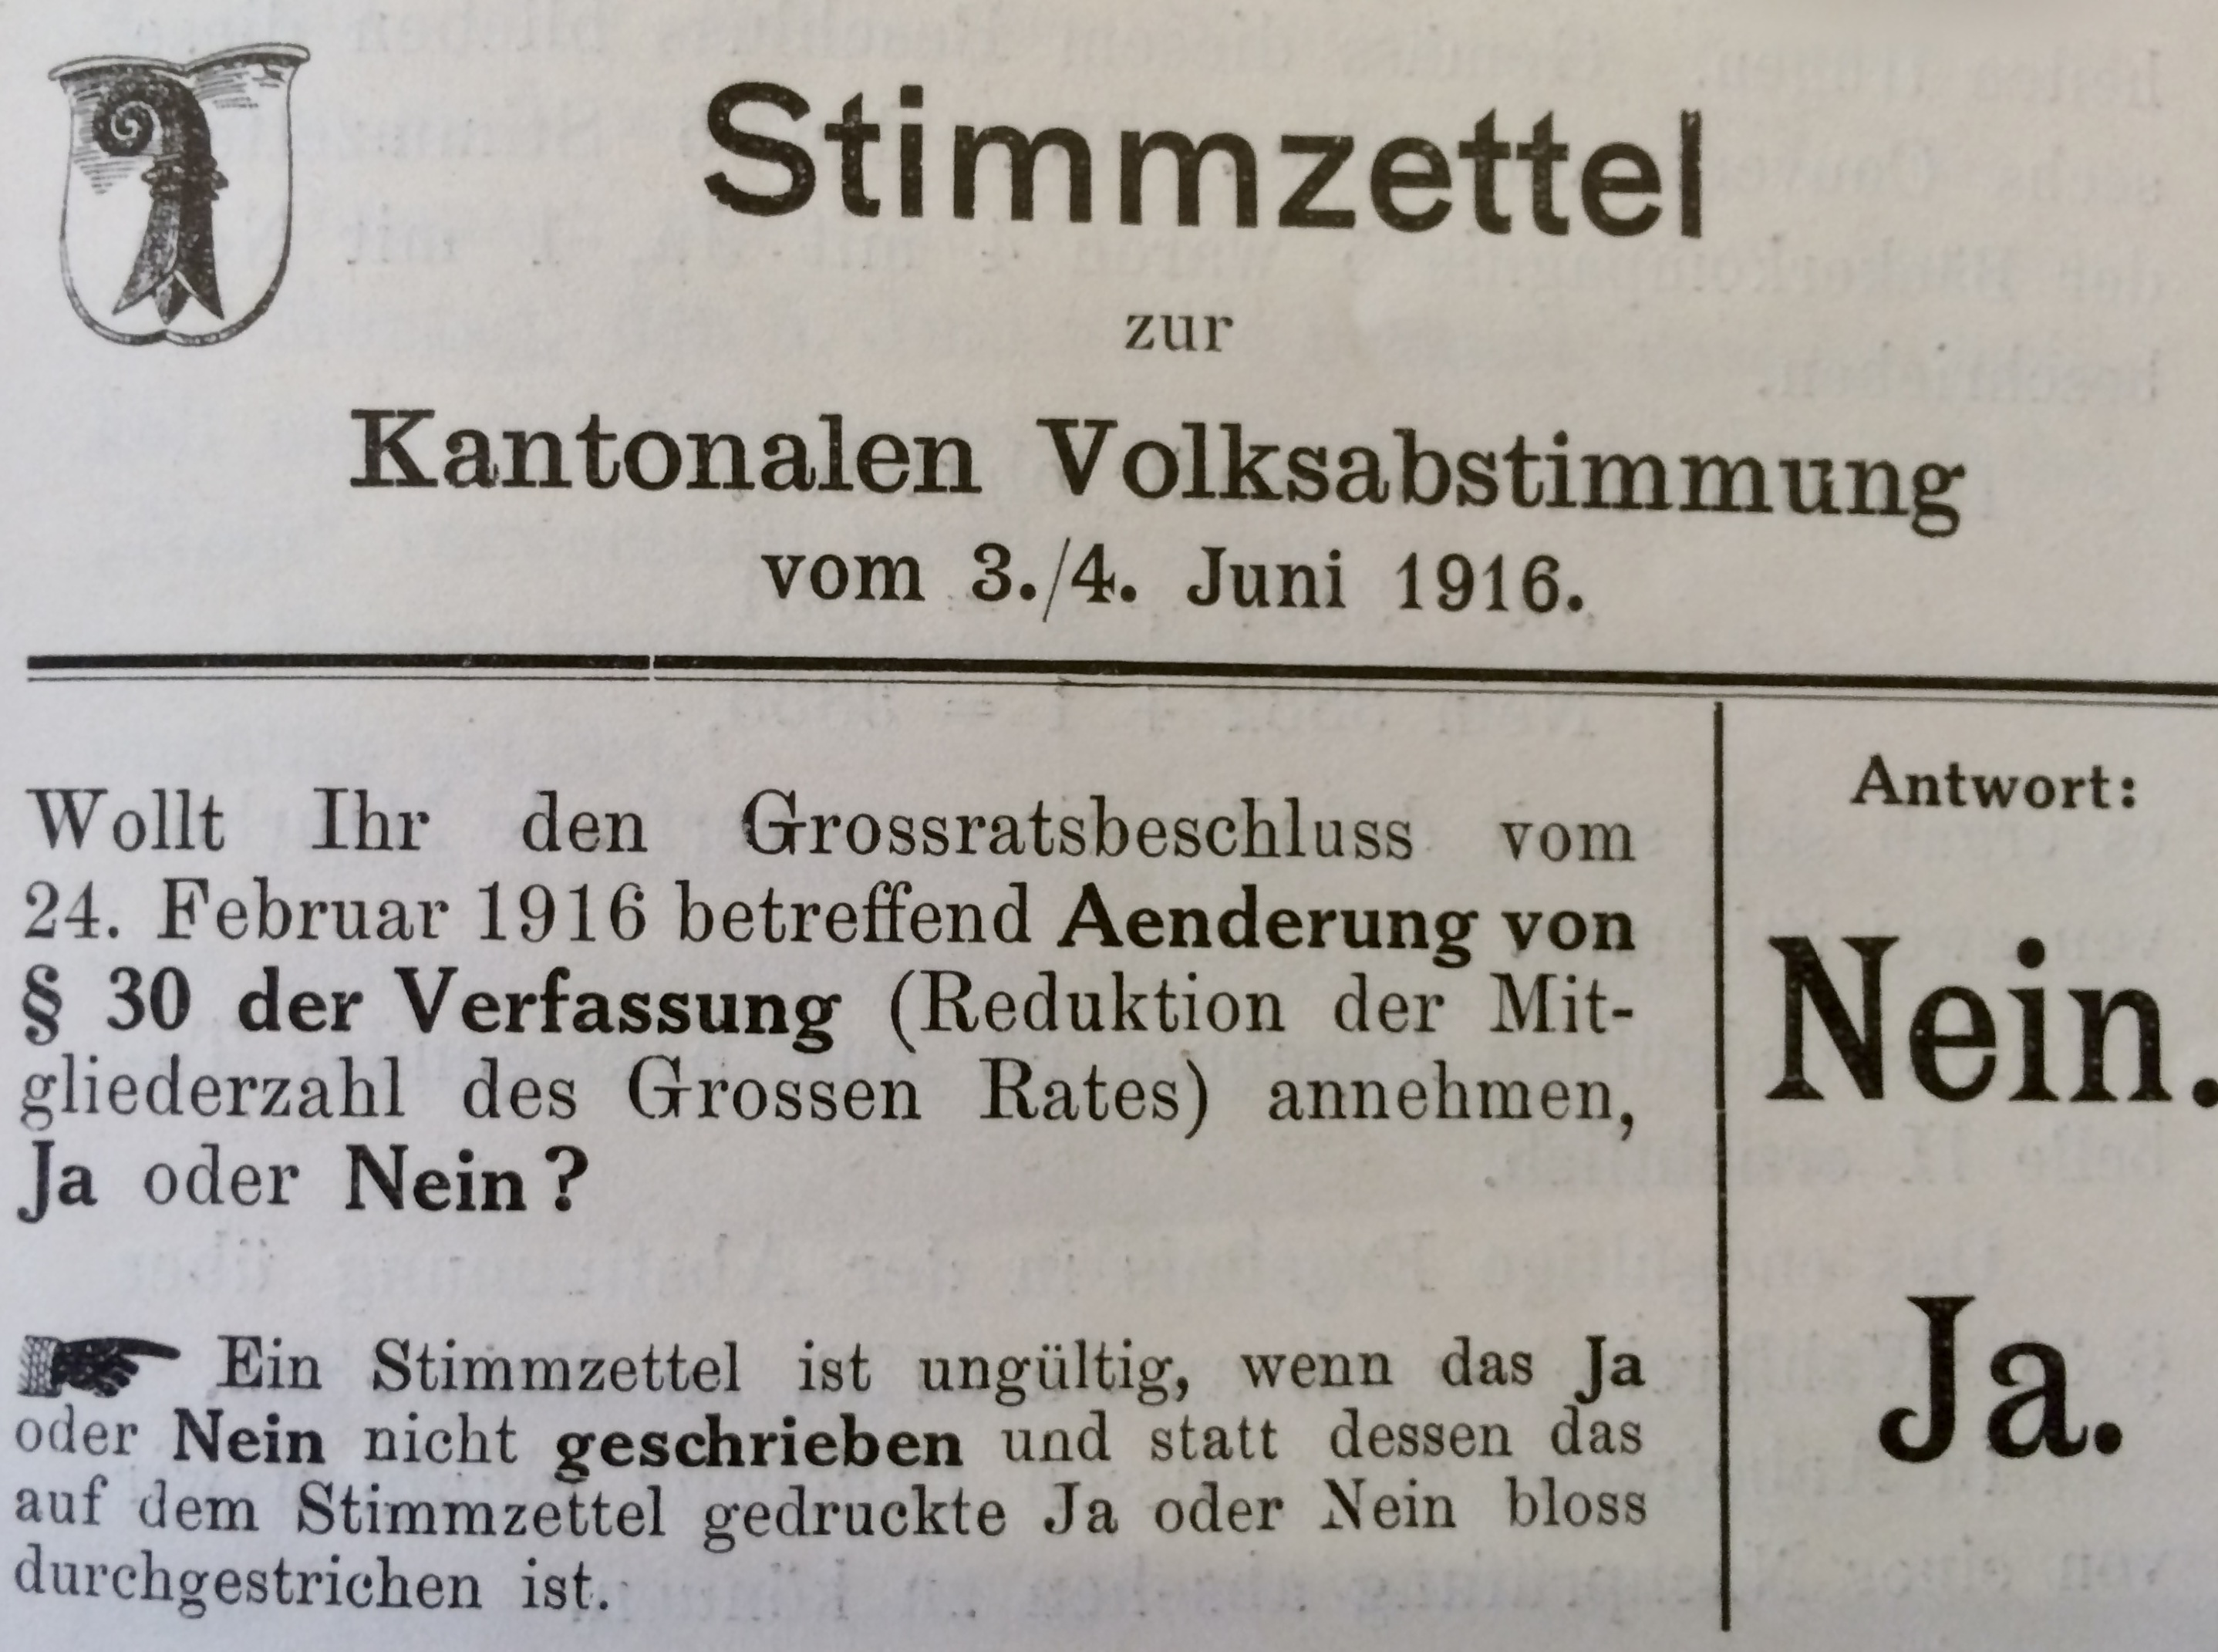 Stimmzettel
zur
Kantonalen Volksabstimmung
vom 3./4. Juni 1916.
Wollt Ihr den Grossratsbeschluss vom
24. Februar 1916 betreffend Aenderung von
§ 30 der Verfassung (Reduktion der Mit-
gliederzahl des Grossen Rates) annehmen,
Ja oder Nein?
Ein Stimmzettel ist ungültig, wenn das Ja
oder Nein nicht geschrieben und statt dessen das
auf dem Stimmzettel gedruckte Ja oder Nein bloss
durchgestrichen ist.
Antwort:
Nein.
Ja.